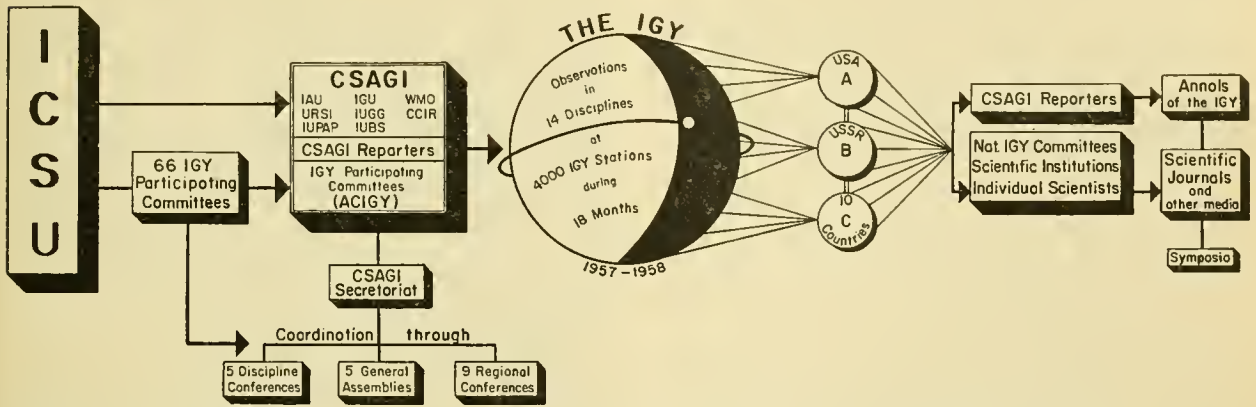 I
C
S
U
66 IGY
Participating
Committees
CSAGI
IAU IGU WMO
URSI IUGG CCIR
IUPAP IUBS
CSAGI Reporters
IGY Participating
Committees
(ACIGY)
CSAGI
Secretariat
Coordination through
5 Discipline
Conferences
5 General
Assemblies
9 Regional
Conferences
THE IGY
Observations
in
14 Disciplines
at
4000 IGY Stations
during
18 Months
1957-1958
USA
A
USSR
B
10
C
Countries
CSAGI Reporters
Nat. IGY Committees
Scientific Institutions
Individual Scientists
Annals
of the IGY
Scientific
Journals
and
other media
Symposia